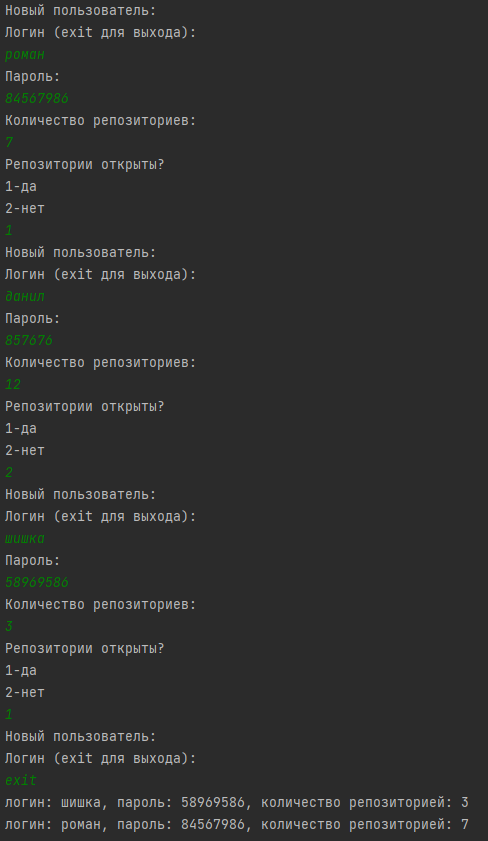 Новый пользователь:
Логин (exit для выхода):
роман
Пароль:
84567986
Количество репозиториев:
7
Репозитории открыты?
1-да
2-нет
1
Новый пользователь:
Логин (exit для выхода):
данил
Пароль:
857676
Количество репозиториев:
12
Репозитории открыты?
1-да
2-нет
2
Новый пользователь:
Логин (exit для выхода):
шишка
Пароль:
58969586
Количество репозиториев:
3
Репозитории открыты?
1-да
2-нет
1
Новый пользователь:
Логин (exit для выхода):
exit
логин: шишка, пароль: 58969586, количество репозиторией: 3
логин: роман, пароль: 84567986, количество репозиторией: 7